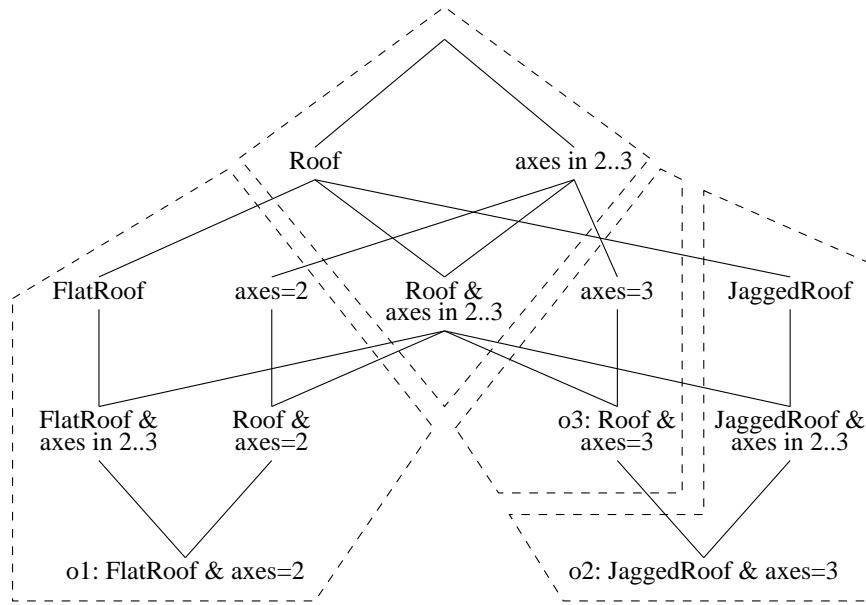 Roof
axes in 2..3
FlatRoof
axes=2
Roof &
axes in 2..3
axes=3
JaggedRoof
FlatRoof &
axes in 2..3
Roof &
axes=2
o3: Roof &
axes=3
JaggedRoof &
axes in 2..3
o1: FlatRoof & axes=2
o2: JaggedRoof & axes=3